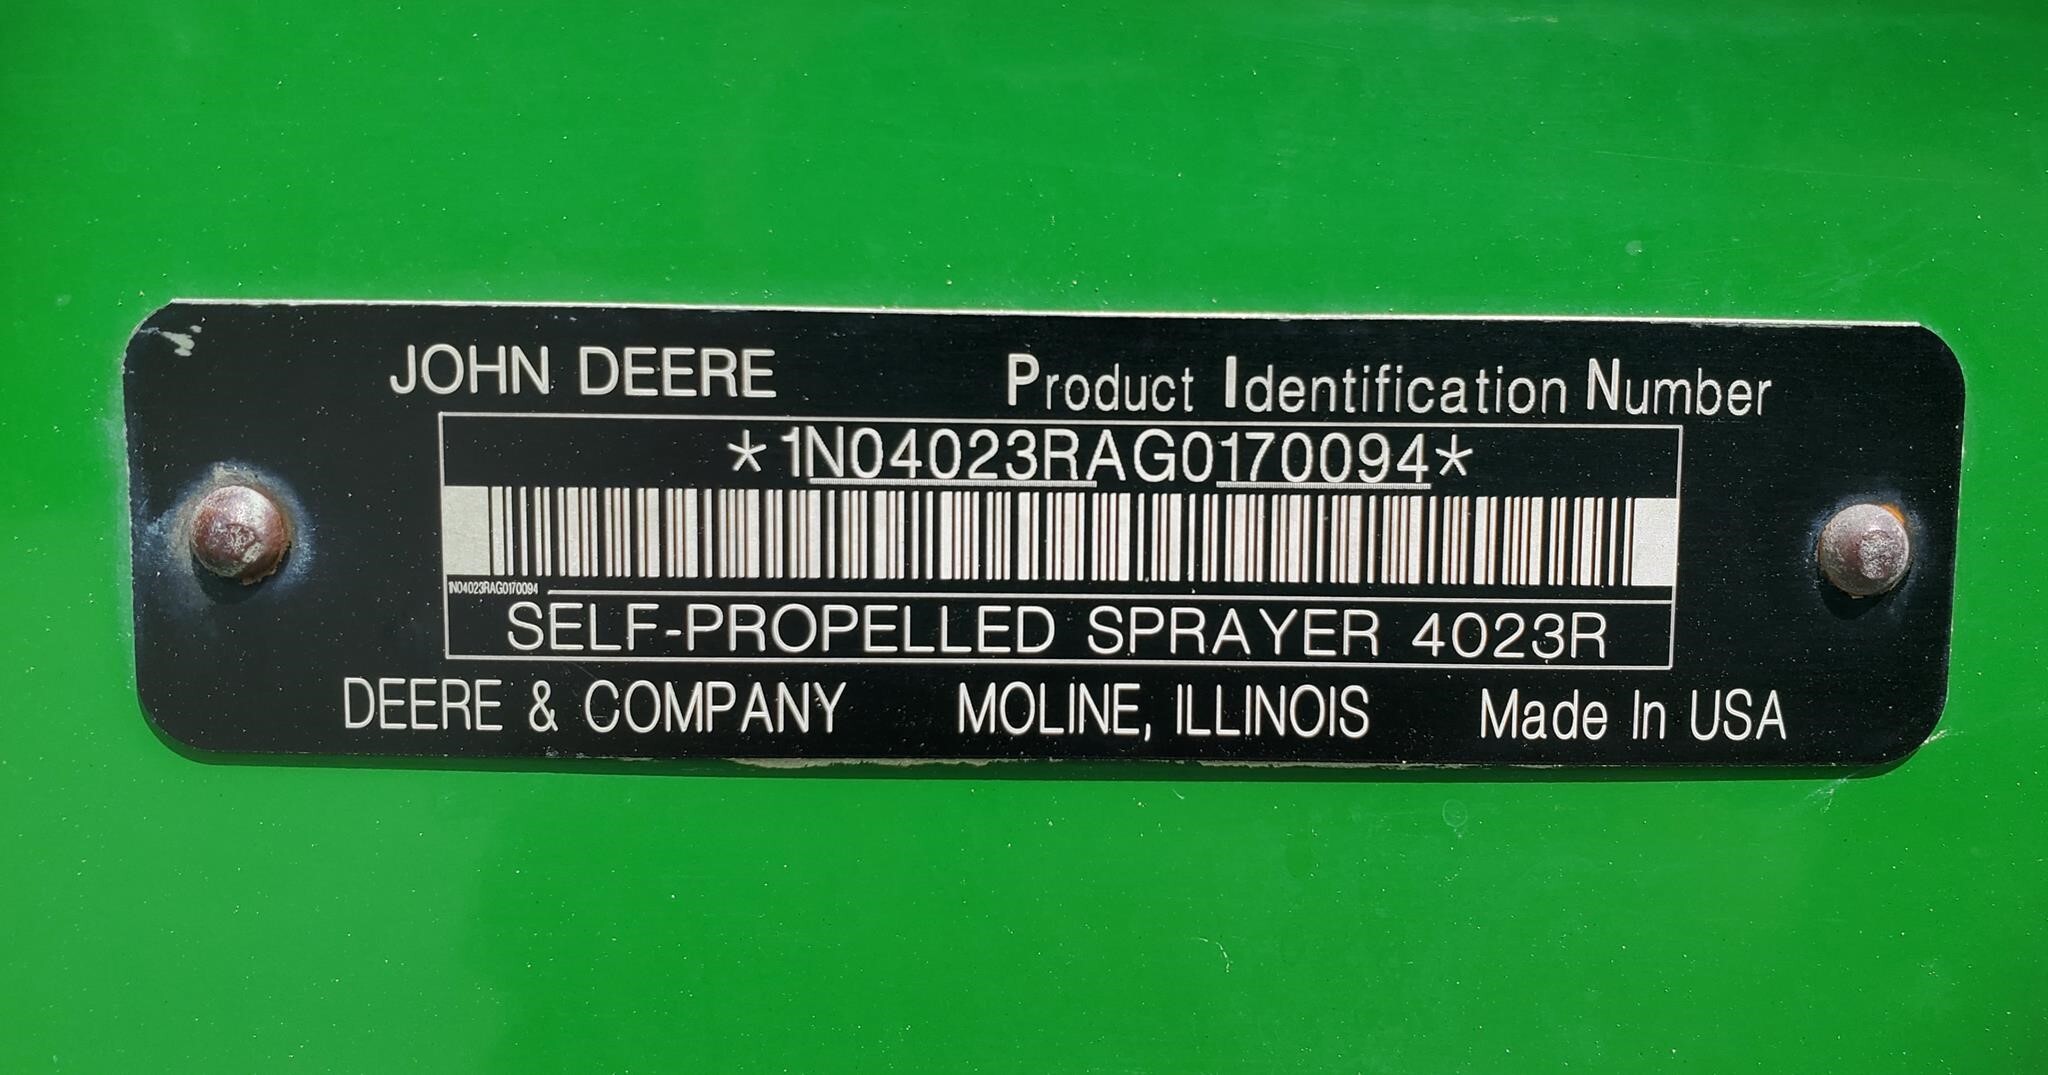 JOHN DEERE Product Identification Number
*1N04023RAG0170094*
1N04023RAG0170094
SELF-PROPELLED SPRAYER 4023R
DEERE & COMPANY MOLINE, ILLINOIS Made In USA